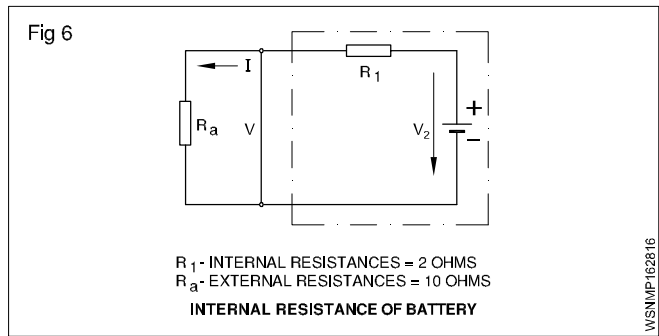 Fig 6
I
R1
+
Ra
V
V2
−
R1- INTERNAL RESISTANCES = 2 OHMS
Ra- EXTERNAL RESISTANCES = 10 OHMS
INTERNAL RESISTANCE OF BATTERY
WSNMP162816